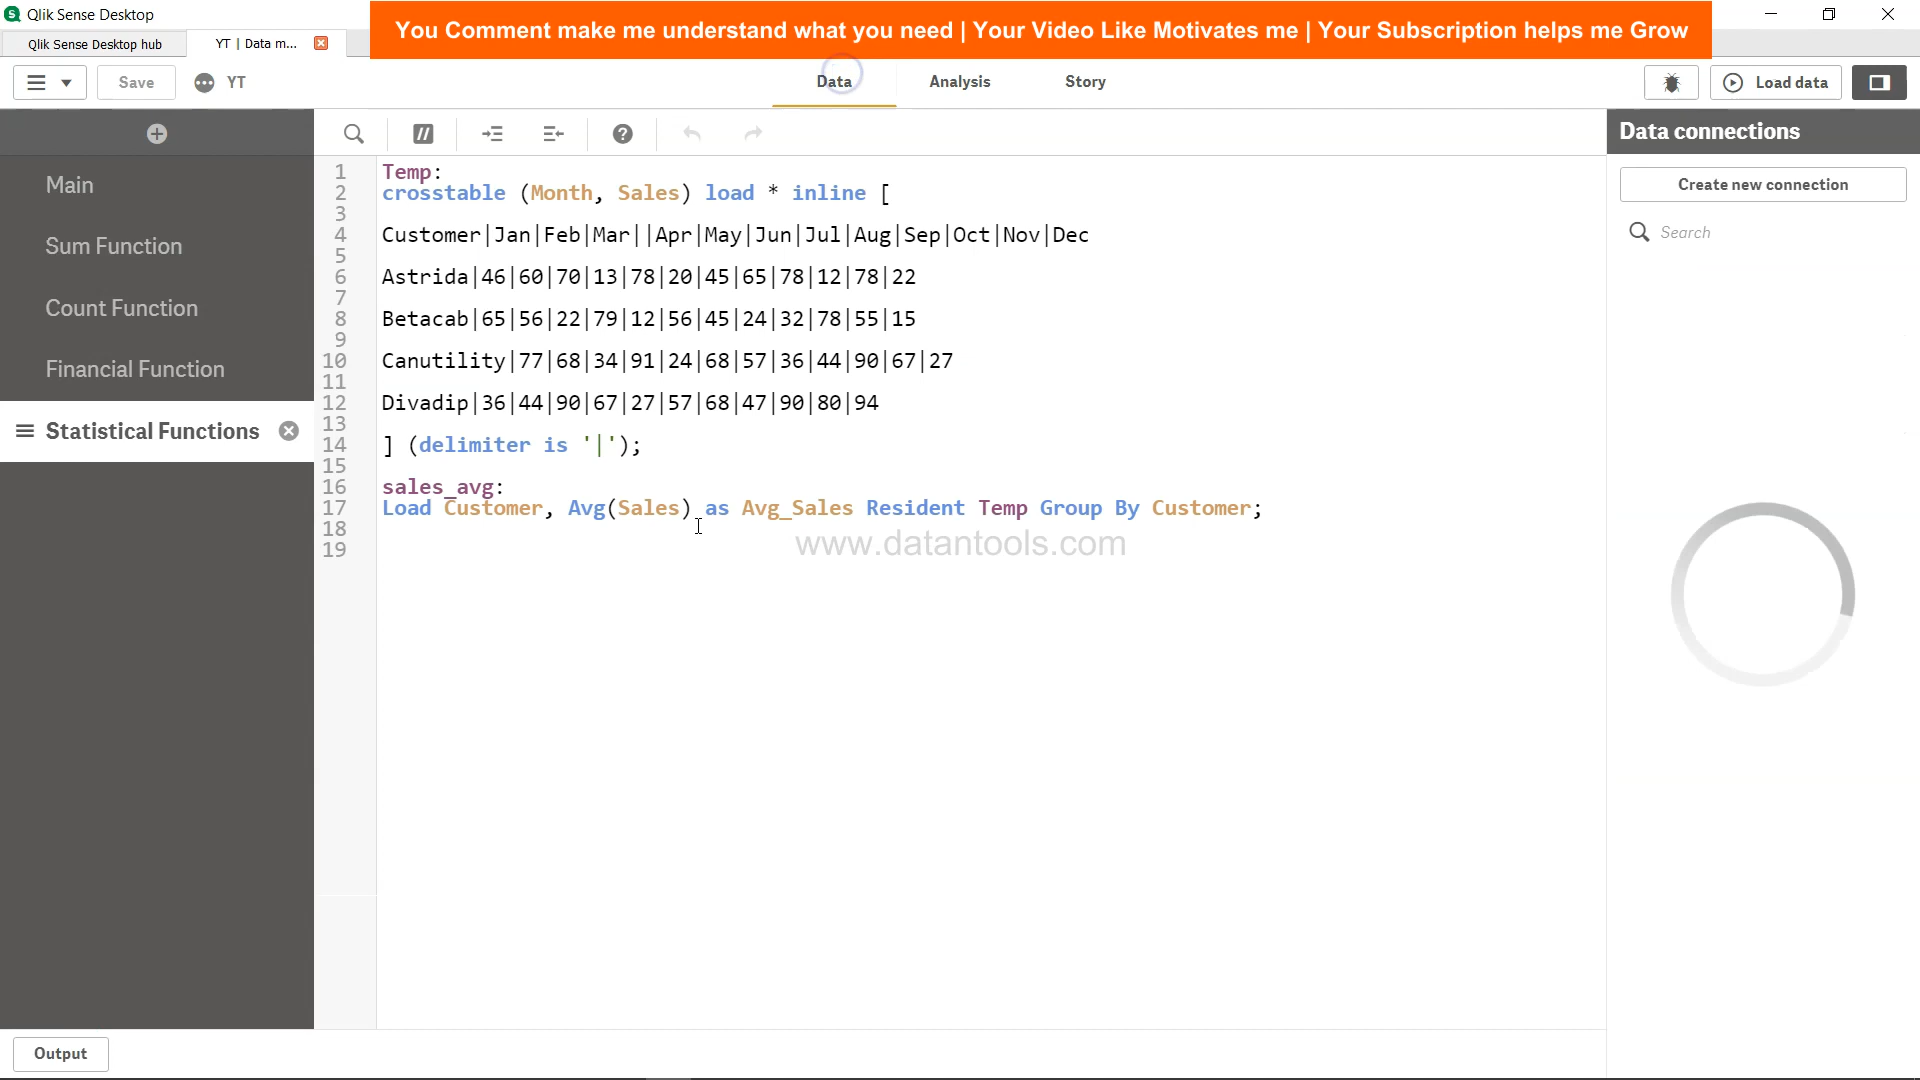 Qlik Sense Desktop
You Comment make me understand what you need | Your Video Like Motivates me | Your Subscription helps me Grow
Qlik Sense Desktop hub
YT | Data m...
Save
YT
Data
Analysis
Story
Load data
Main
Sum Function
Count Function
Financial Function
Statistical Functions
1 Temp:
2 crosstable (Month, Sales) load * inline [
3
4 Customer|Jan|Feb|Mar||Apr|May|Jun|Jul|Aug|Sep|Oct|Nov|Dec
5
6 Astrida|46|60|70|13|78|20|45|65|78|12|78|22
7
8 Betacab|65|56|22|79|12|56|45|24|32|78|55|15
9
10 Canutility|77|68|34|91|24|68|57|36|44|90|67|27
11
12 Divadip|36|44|90|67|27|57|68|47|90|80|94
13
14 ] (delimiter is '|');
15
16 sales_avg:
17 Load Customer, Avg(Sales) as Avg_Sales Resident Temp Group By Customer;
18
19
www.datantools.com
Data connections
Create new connection
Search
Output